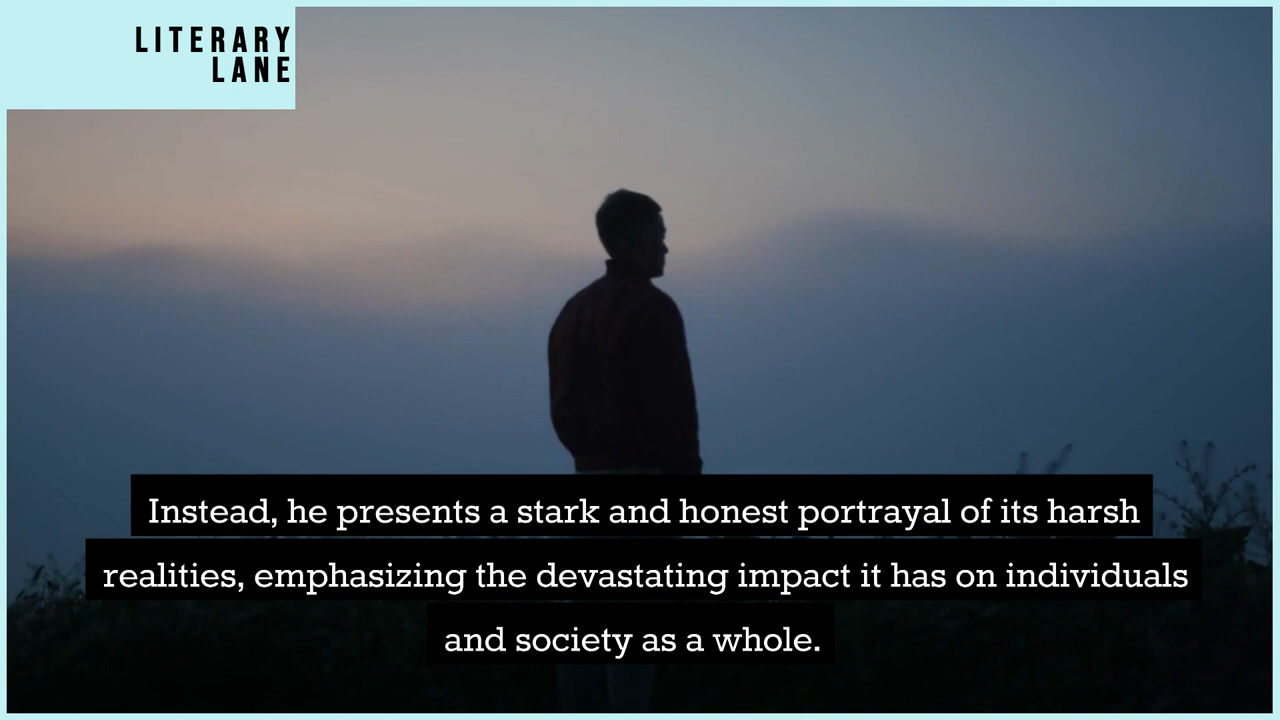 LITERARY
LANE
Instead, he presents a stark and honest portrayal of its harsh
realities, emphasizing the devastating impact it has on individuals
and society as a whole.